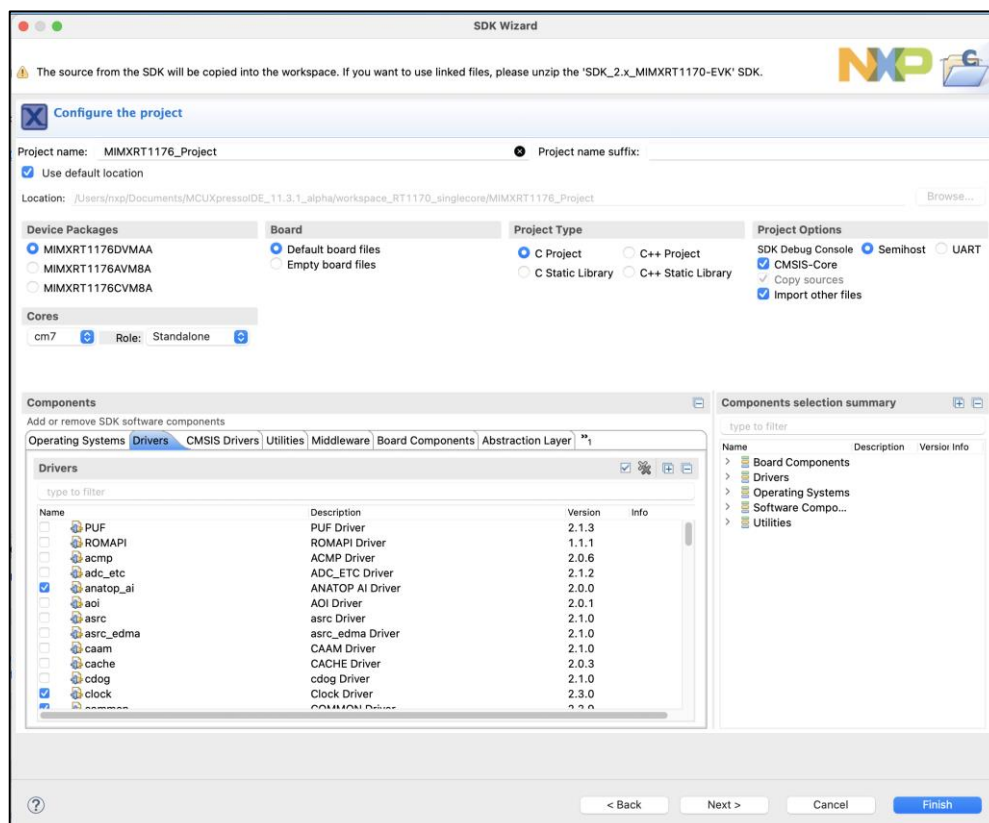 SDK Wizard
The source from the SDK will be copied into the workspace. If you want to use linked files, please unzip the 'SDK_2.x_MIMXRT1170-EVK' SDK.
NXP
C
X
Configure the project
Project name: MIMXRT1176_Project
Project name suffix:
Use default location
Location: /Users/nxp/Documents/MCUXpressoIDE_11.3.1_alpha/workspace_RT1170_singlecore/MIMXRT1176_Project
Browse...
Device Packages
MIMXRT1176DVMAA
MIMXRT1176AVM8A
MIMXRT1176CVM8A
Board
Default board files
Empty board files
Project Type
C Project
C++ Project
C Static Library
C++ Static Library
Project Options
SDK Debug Console Semihost UART
CMSIS-Core
Copy sources
Import other files
Cores
cm7 Role: Standalone
Components
Add or remove SDK software components
Operating Systems Drivers CMSIS Drivers Utilities Middleware Board Components Abstraction Layer »1
Drivers
type to filter
Name Description Version Info
PUF PUF Driver 2.1.3
ROMAPI ROMAPI Driver 1.1.1
acmp ACMP Driver 2.0.6
adc_etc ADC_ETC Driver 2.1.2
anatop_ai ANATOP AI Driver 2.0.0
aoi AOI Driver 2.0.1
asrc asrc Driver 2.1.0
asrc_edma asrc_edma Driver 2.1.0
caam CAAM Driver 2.1.0
cache CACHE Driver 2.0.3
cdog cdog Driver 2.1.0
clock Clock Driver 2.3.0
common COMMON Driver
Components selection summary
type to filter
Name Description Version Info
Board Components
Drivers
Operating Systems
Software Compo...
Utilities
?
< Back
Next >
Cancel
Finish